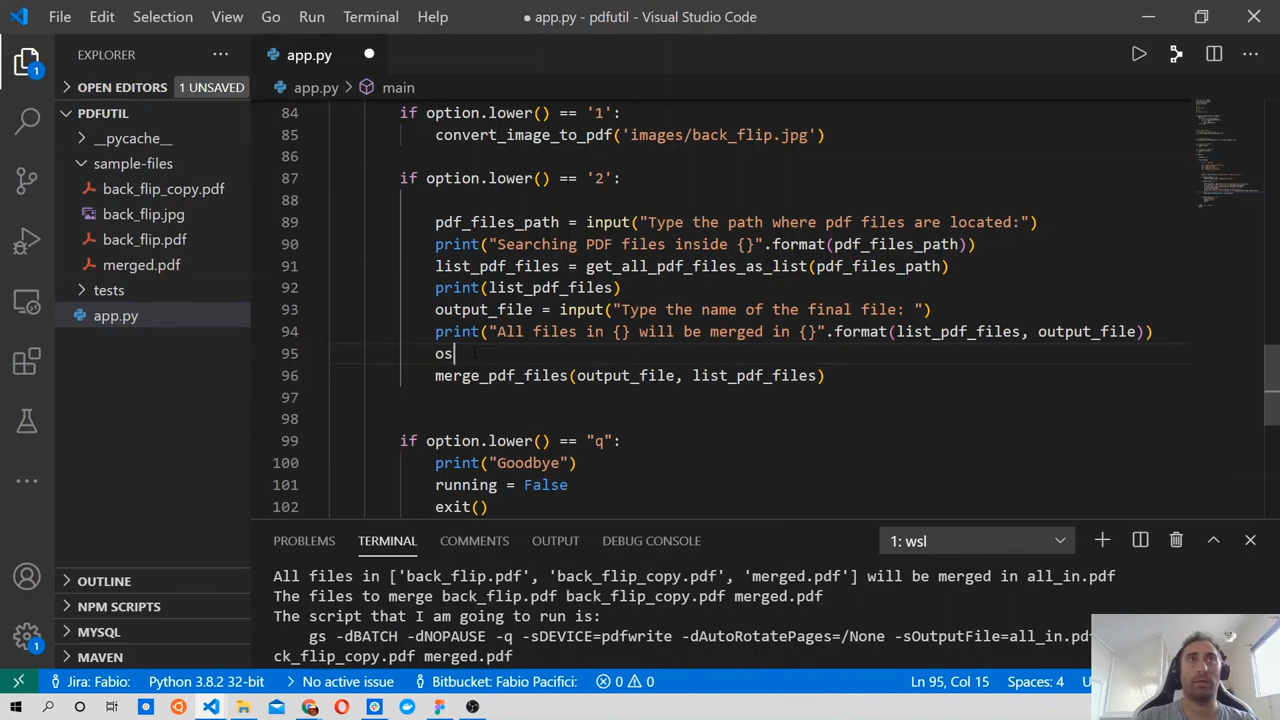 File Edit Selection View Go Run Terminal Help
● app.py - pdfutil - Visual Studio Code
EXPLORER ···
app.py
OPEN EDITORS 1 UNSAVED
app.py > main
PDFUTIL
__pycache__
sample-files
back_flip_copy.pdf
back_flip.jpg
back_flip.pdf
merged.pdf
tests
app.py
OUTLINE
NPM SCRIPTS
MYSQL
MAVEN
84 if option.lower() == '1':
85 convert_image_to_pdf('images/back_flip.jpg')
86
87 if option.lower() == '2':
88
89 pdf_files_path = input("Type the path where pdf files are located:")
90 print("Searching PDF files inside {}".format(pdf_files_path))
91 list_pdf_files = get_all_pdf_files_as_list(pdf_files_path)
92 print(list_pdf_files)
93 output_file = input("Type the name of the final file: ")
94 print("All files in {} will be merged in {}".format(list_pdf_files, output_file))
95 os
96 merge_pdf_files(output_file, list_pdf_files)
97
98
99 if option.lower() == "q":
100 print("Goodbye")
101 running = False
102 exit()
PROBLEMS TERMINAL COMMENTS OUTPUT DEBUG CONSOLE 1: wsl
All files in ['back_flip.pdf', 'back_flip_copy.pdf', 'merged.pdf'] will be merged in all_in.pdf
The files to merge back_flip.pdf back_flip_copy.pdf merged.pdf
The script that I am going to run is:
gs -dBATCH -dNOPAUSE -q -sDEVICE=pdfwrite -dAutoRotatePages=/None -sOutputFile=all_in.pd
ck_flip_copy.pdf merged.pdf
Jira: Fabio: Python 3.8.2 32-bit No active issue Bitbucket: Fabio Pacifici: 0 0 Ln 95, Col 15 Spaces: 4
1
1